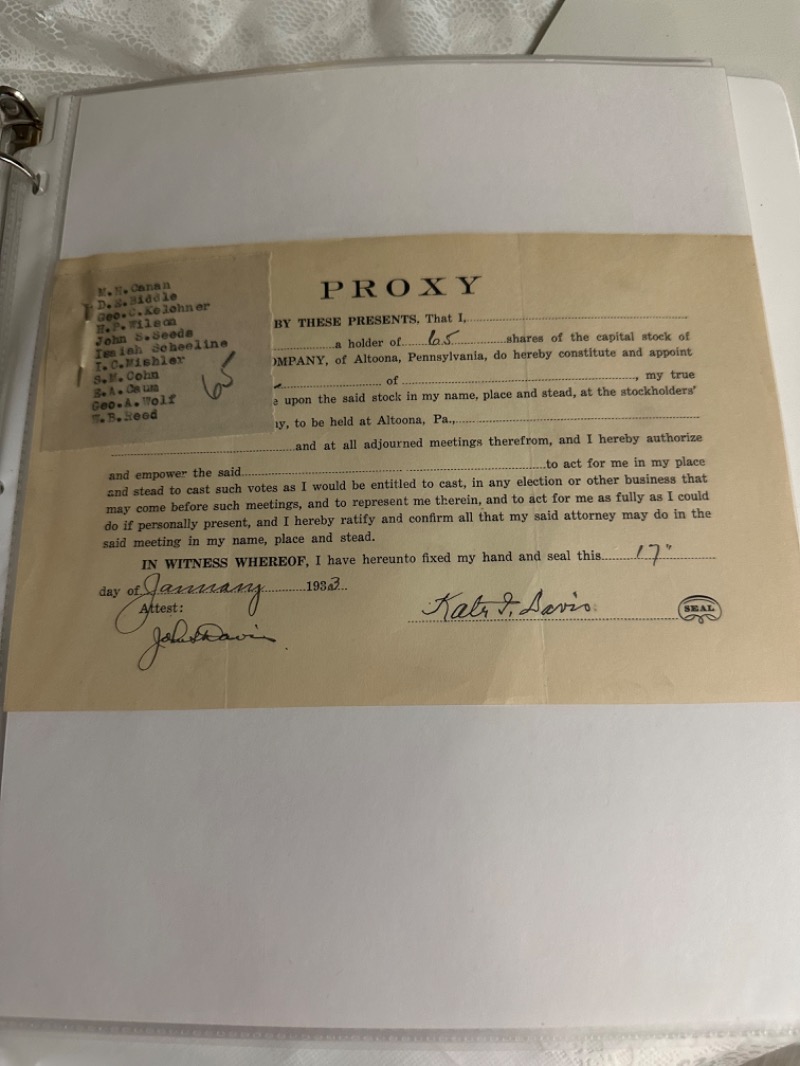 M.H.Canan
D.S.Biddle
Geo.C.Kelchner
H.P.Wilson
John S.Seeds
Isaiah Scheeline
I.C.Mishler
S.M.Cohn
S.A.Caum
Geo.A.Wolf
W.B.Reed
65
PROXY
BY THESE PRESENTS, That I,
a holder of 65 shares of the capital stock of
OMPANY, of Altoona, Pennsylvania, do hereby constitute and appoint
of , my true
e upon the said stock in my name, place and stead, at the stockholders'
ny, to be held at Altoona, Pa.,
and at all adjourned meetings therefrom, and I hereby authorize
and empower the said to act for me in my place
and stead to cast such votes as I would be entitled to cast, in any election or other business that
may come before such meetings, and to represent me therein, and to act for me as fully as I could
do if personally present, and I hereby ratify and confirm all that my said attorney may do in the
said meeting in my name, place and stead.
IN WITNESS WHEREOF, I have hereunto fixed my hand and seal this 17"
day of January 1933
Attest:
Kate F. Davis SEAL
John Davis